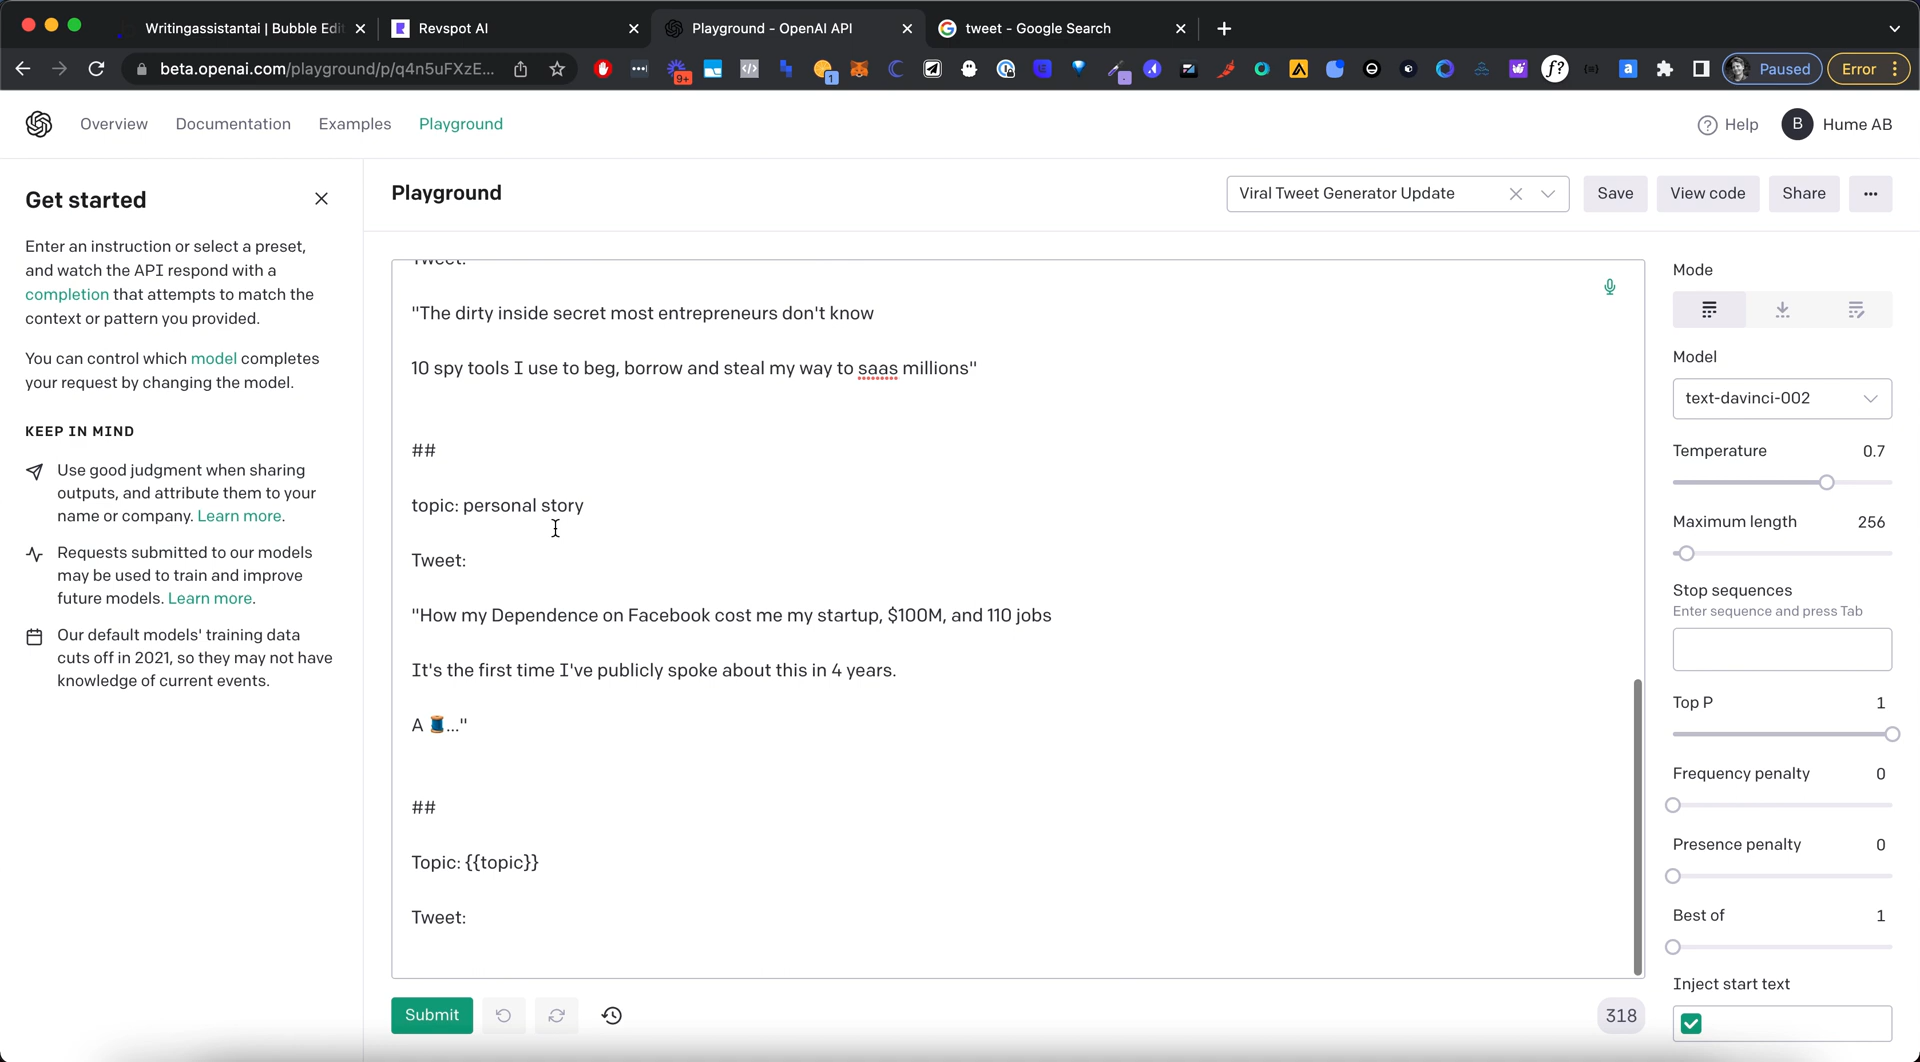 Writingassistantai | Bubble Edit
Revspot AI
Playground - OpenAI API
tweet - Google Search
beta.openai.com/playground/p/q4n5uFXzE...
9+
1
f?
a
Paused
Error
Overview
Documentation
Examples
Playground
Help
B
Hume AB
Get started
Playground
Viral Tweet Generator Update
Save
View code
Share
Enter an instruction or select a preset,
and watch the API respond with a
completion that attempts to match the
context or pattern you provided.
You can control which model completes
your request by changing the model.
KEEP IN MIND
Use good judgment when sharing
outputs, and attribute them to your
name or company. Learn more.
Requests submitted to our models
may be used to train and improve
future models. Learn more.
Our default models' training data
cuts off in 2021, so they may not have
knowledge of current events.
"The dirty inside secret most entrepreneurs don't know
10 spy tools I use to beg, borrow and steal my way to saas millions"
##
topic: personal story
Tweet:
"How my Dependence on Facebook cost me my startup, $100M, and 110 jobs
It's the first time I've publicly spoke about this in 4 years.
A 🧵..."
##
Topic: {{topic}}
Tweet:
Submit
318
Mode
Model
text-davinci-002
Temperature 0.7
Maximum length 256
Stop sequences
Enter sequence and press Tab
Top P 1
Frequency penalty 0
Presence penalty 0
Best of 1
Inject start text